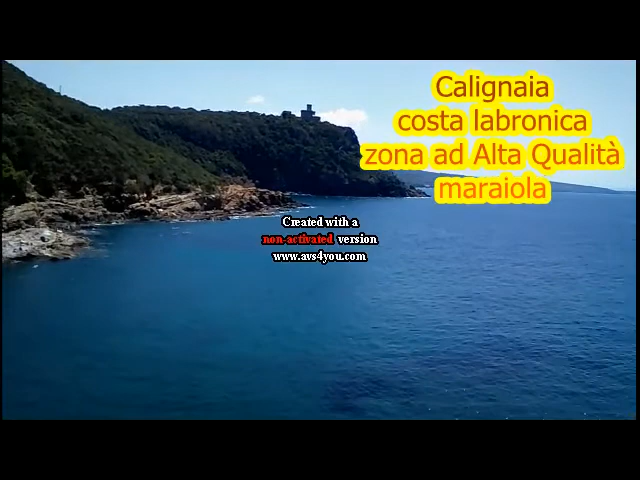 Calignaia
costa labronica
zona ad Alta Qualità
maraiola
Created with a
non-activated version
www.avs4you.com